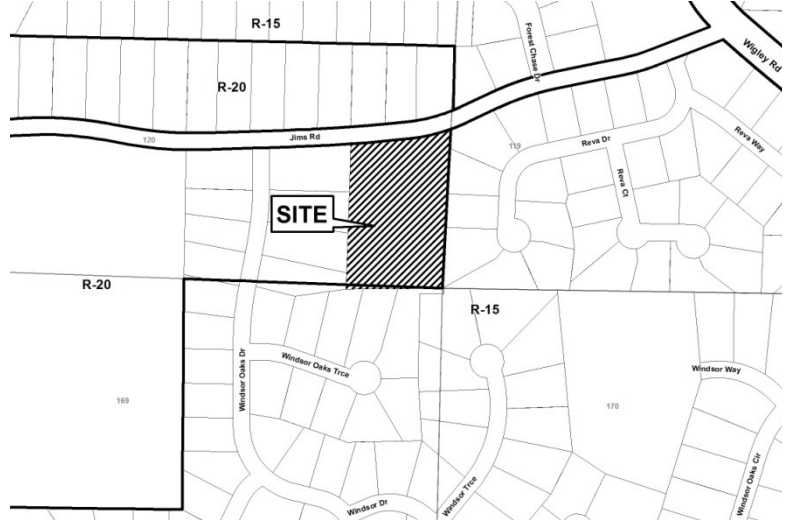 R-15
Forest Chase Dr
Wigley Rd
R-20
Jims Rd
120
119
Reva Dr
Reva Way
Reva Ct
SITE
R-20
R-15
Windsor Oaks Dr
Windsor Oaks Trce
Windsor Way
169
170
Windsor Oaks Cir
Windsor Trce
Windsor Dr